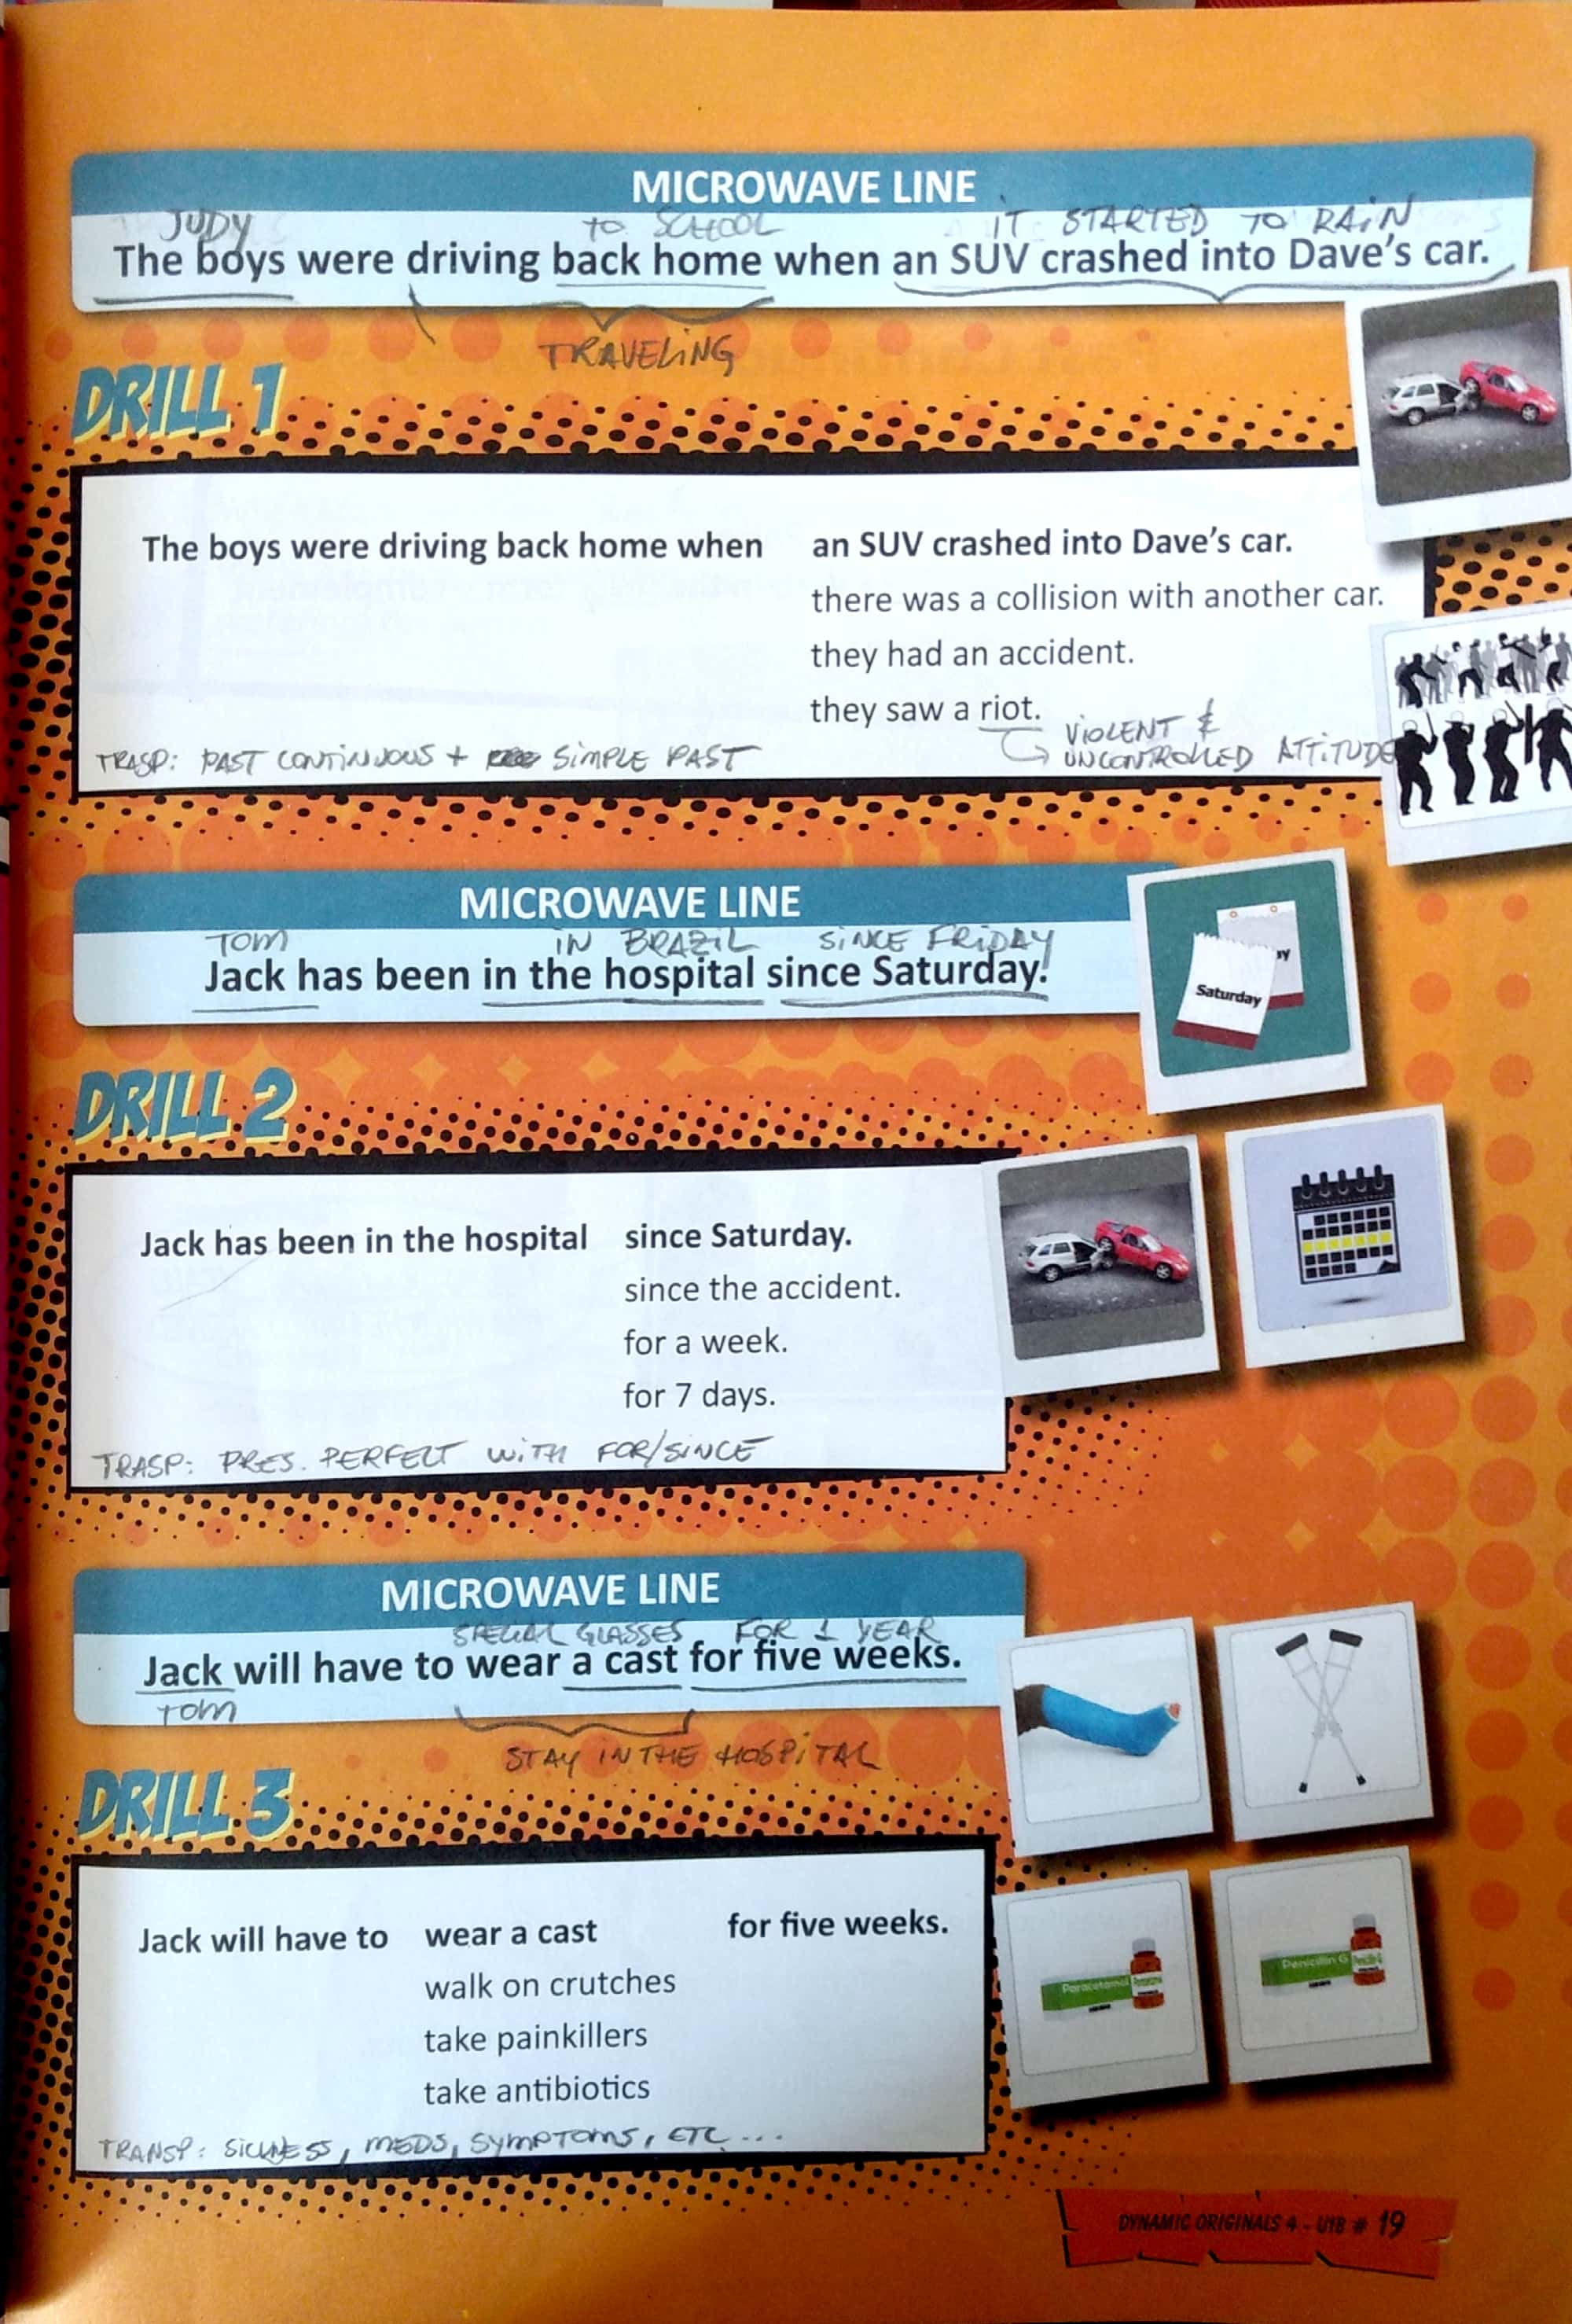 MICROWAVE LINE
JUDY TO SCHOOL IT STARTED TO RAIN
The boys were driving back home when an SUV crashed into Dave's car.
TRAVELING
DRILL 1
The boys were driving back home when an SUV crashed into Dave's car.
there was a collision with another car.
they had an accident.
they saw a riot.
VIOLENT &
UNCONTROLLED ATTITUDE
TRASP: PAST CONTINUOUS + SIMPLE PAST
MICROWAVE LINE
TOM IN BRAZIL SINCE FRIDAY
Jack has been in the hospital since Saturday.
Saturday
DRILL 2
Jack has been in the hospital since Saturday.
since the accident.
for a week.
for 7 days.
TRASP: PRES. PERFECT WITH FOR/SINCE
MICROWAVE LINE
SPECIAL GLASSES FOR 1 YEAR
Jack will have to wear a cast for five weeks.
TOM
STAY IN THE HOSPITAL
DRILL 3
Jack will have to wear a cast for five weeks.
walk on crutches
take painkillers
take antibiotics
Paracetamol
Penicillin G
TRANSP: SICKNESS, MEDS, SYMPTOMS, ETC...
DYNAMIC ORIGINALS 4 - U1B # 19